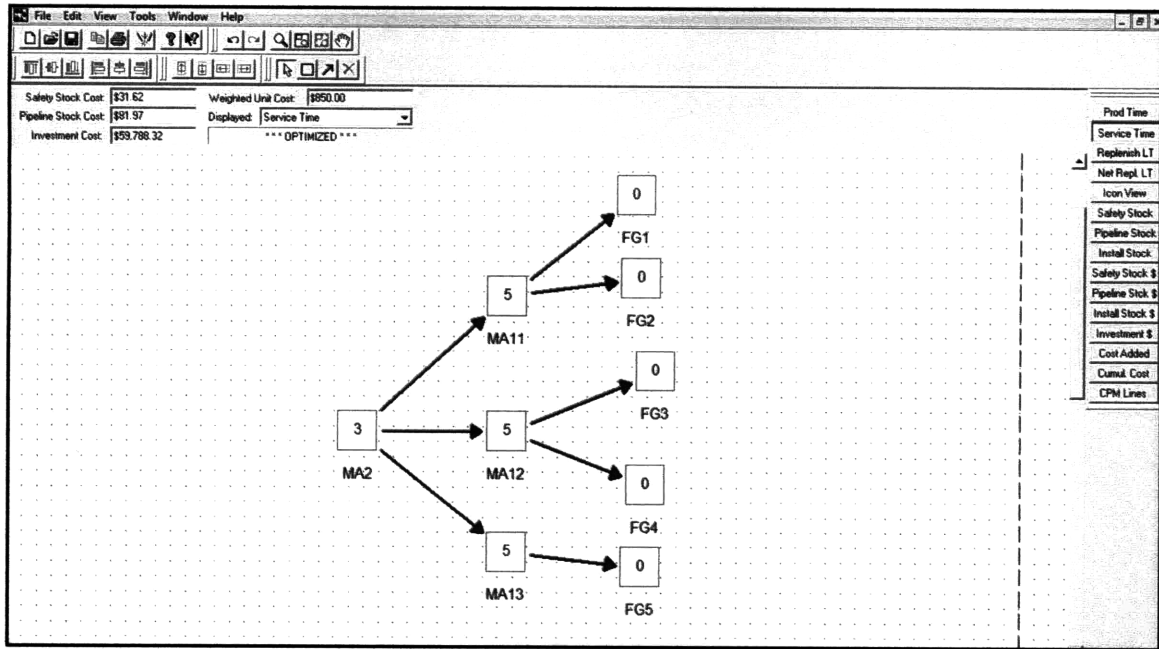 File Edit View Tools Window Help
Safety Stock Cost: $31.62 Weighted Unit Cost: $850.00
Pipeline Stock Cost: $81.97 Displayed: Service Time
Investment Cost: $59,788.32 *** OPTIMIZED ***
Prod Time
Service Time
Replenish LT
Net Repl. LT
Icon View
Safety Stock
Pipeline Stock
Install Stock
Safety Stock $
Pipeline Stck $
Install Stock $
Investment $
Cost Added
Cumul. Cost
CPM Lines
0
FG1
0
FG2
5
MA11
0
FG3
3
MA2
5
MA12
0
FG4
5
MA13
0
FG5